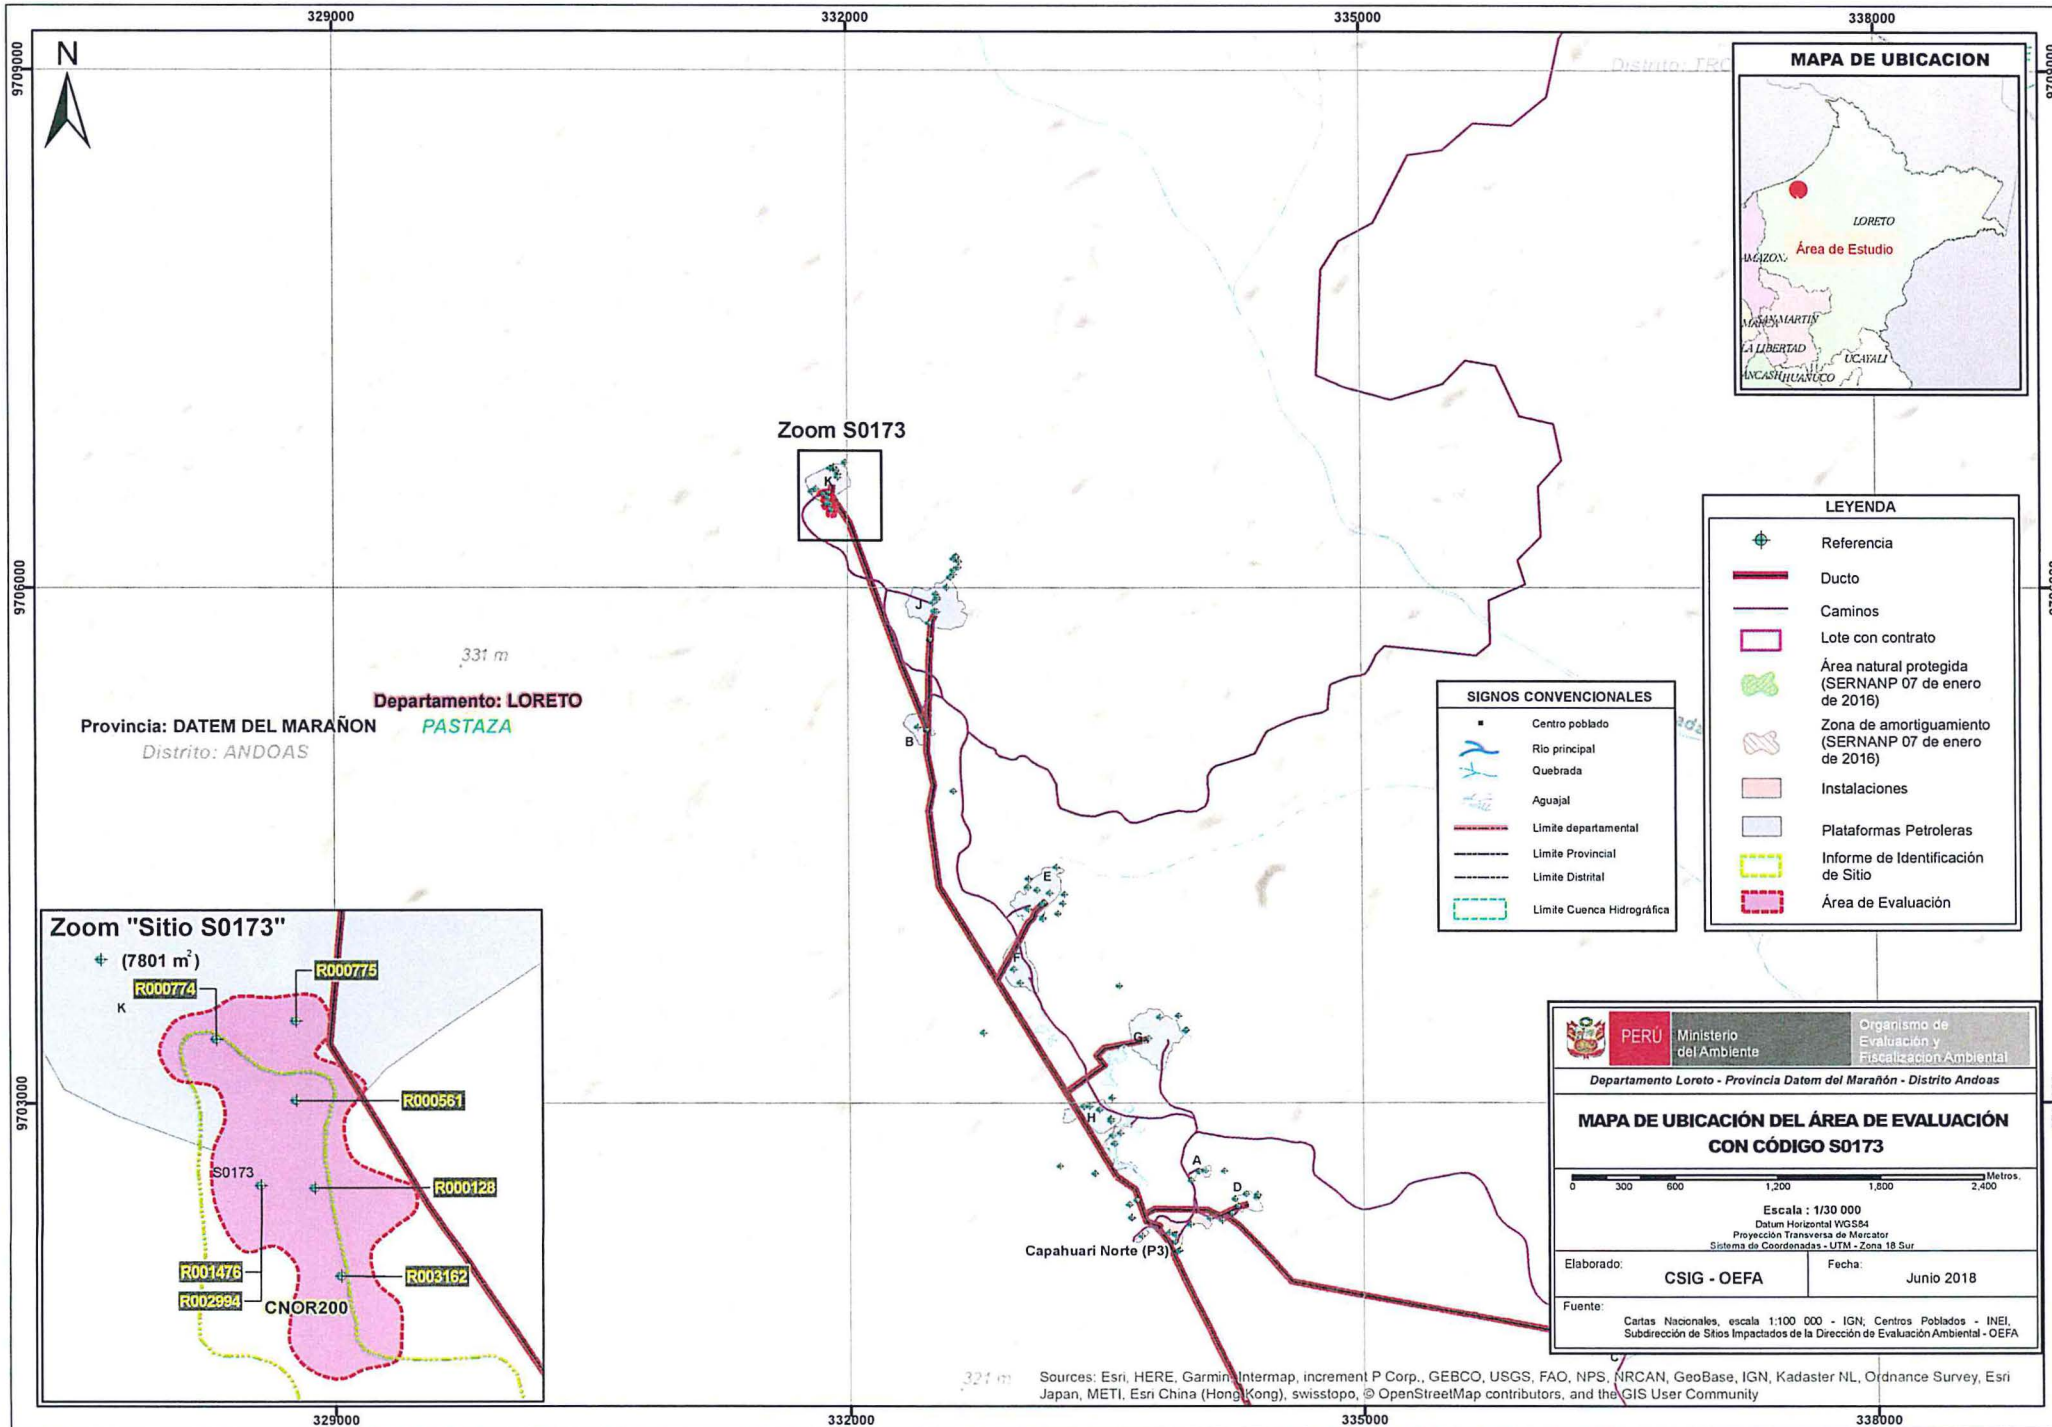 329000
332000
335000
338000
9709000
N
Distrito:
MAPA DE UBICACION
LORETO
Área de Estudio
SAN MARTIN
LA LIBERTAD
UCAYALI
HUANUCO
Zoom S0173
K
9706000
J
331 m
Departamento: LORETO
Provincia: DATEM DEL MARAÑON
PASTAZA
Distrito: ANDOAS
B
E
F
G
H
A
D
Capahuari Norte (P3)
LEYENDA
Referencia
Ducto
Caminos
Lote con contrato
Área natural protegida
(SERNANP 07 de enero
de 2016)
Zona de amortiguamiento
(SERNANP 07 de enero
de 2016)
Instalaciones
Plataformas Petroleras
Informe de Identificación
de Sitio
Área de Evaluación
SIGNOS CONVENCIONALES
Centro poblado
Rio principal
Quebrada
Aguajal
Limite departamental
Limite Provincial
Limite Distrital
Limite Cuenca Hidrográfica
Zoom "Sitio S0173"
(7801 m²)
R000775
R000774
K
R000561
S0173
R000128
R001476
R003162
R002994
CNOR200
9703000
PERÚ
Ministerio
del Ambiente
Organismo de
Evaluación y
Fiscalizacion Ambiental
Departamento Loreto - Provincia Datem del Marañón - Distrito Andoas
MAPA DE UBICACIÓN DEL ÁREA DE EVALUACIÓN
CON CÓDIGO S0173
0 300 600 1,200 1,800 2,400 Metros.
Escala : 1/30 000
Datum Horizontal WGS84
Proyección Transversa de Mercator
Sistema de Coordenadas - UTM - Zona 18 Sur
Elaborado:
CSIG - OEFA
Fecha:
Junio 2018
Fuente:
Cartas Nacionales, escala 1:100 000 - IGN; Centros Poblados - INEI,
Subdirección de Sitios Impactados de la Dirección de Evaluación Ambiental - OEFA
321 m
Sources: Esri, HERE, Garmin, Intermap, increment P Corp., GEBCO, USGS, FAO, NPS, NRCAN, GeoBase, IGN, Kadaster NL, Ordnance Survey, Esri
Japan, METI, Esri China (Hong Kong), swisstopo, © OpenStreetMap contributors, and the GIS User Community
329000
332000
335000
338000